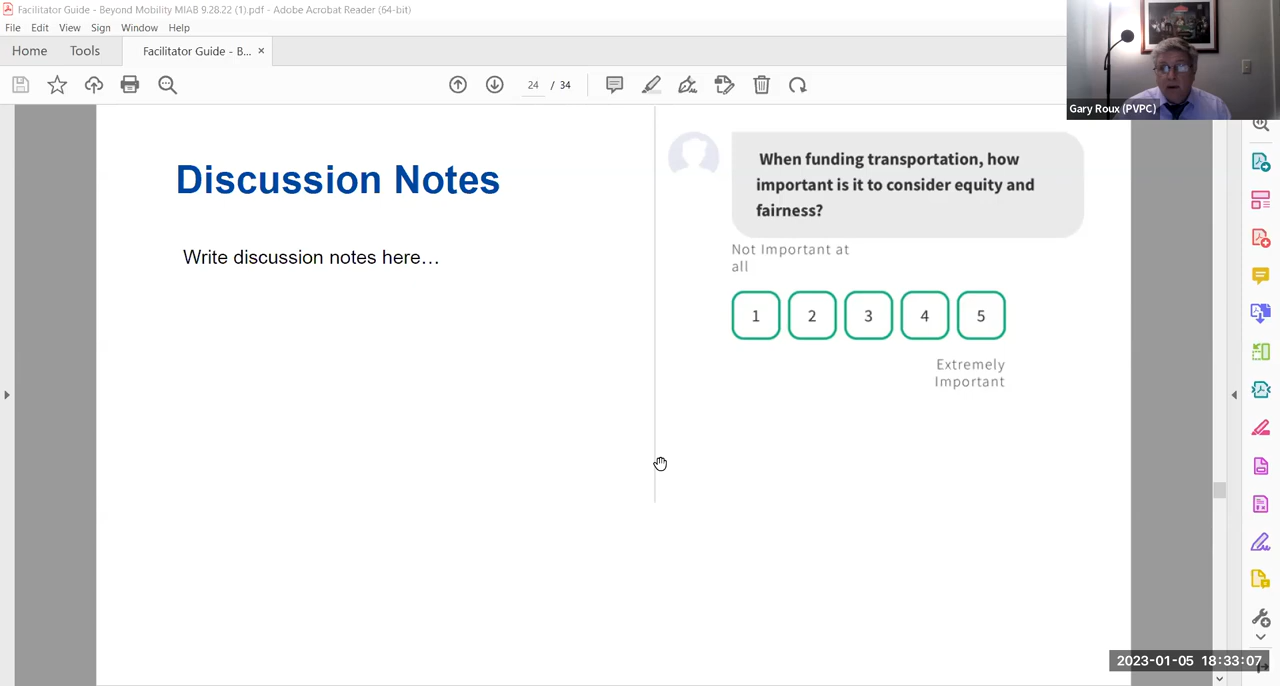 Facilitator Guide - Beyond Mobility MIAB 9.28.22 (1).pdf - Adobe Acrobat Reader (64-bit)
File Edit View Sign Window Help
Home Tools Facilitator Guide - B... ×
24 / 34
Gary Roux (PVPC)
Discussion Notes
Write discussion notes here…
When funding transportation, how
important is it to consider equity and
fairness?
Not Important at
all
1 2 3 4 5
Extremely
Important
2023-01-05 18:33:07